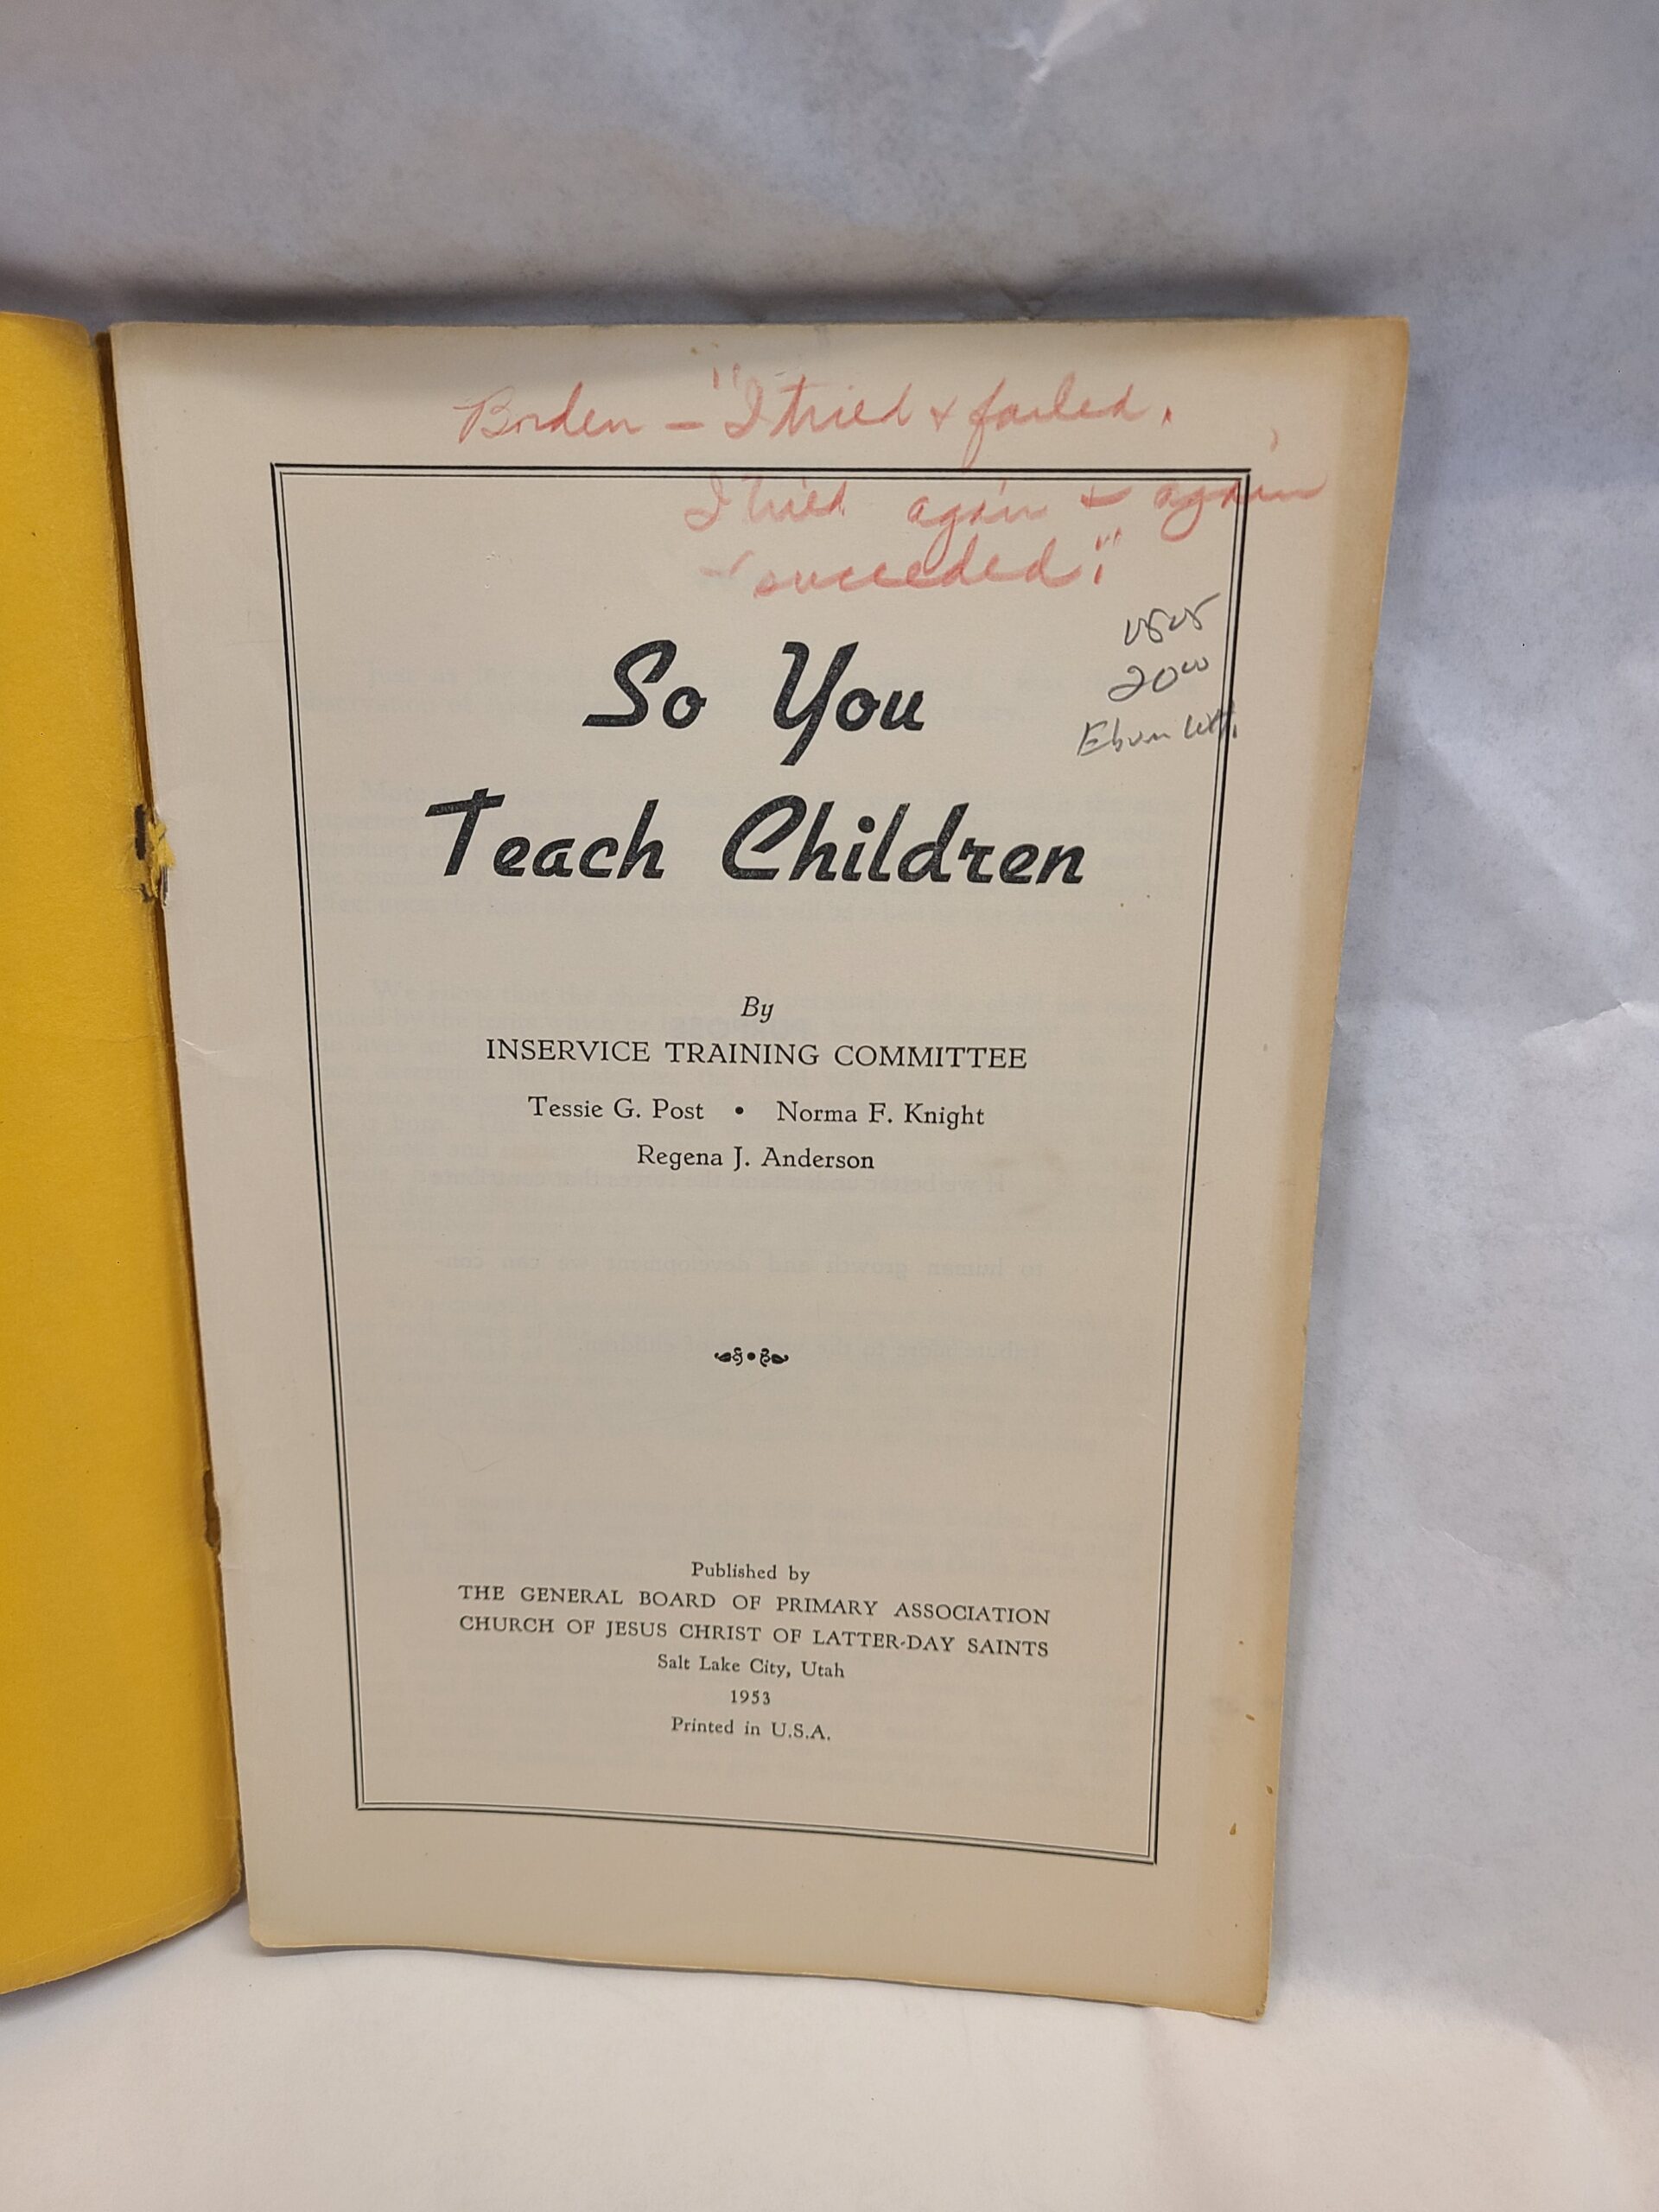 Borden - "I tried & failed.
I tried again & again,
& succeeded."
2000
So You
Teach Children
By
INSERVICE TRAINING COMMITTEE
Tessie G. Post • Norma F. Knight
Regena J. Anderson
Published by
THE GENERAL BOARD OF PRIMARY ASSOCIATION
CHURCH OF JESUS CHRIST OF LATTER-DAY SAINTS
Salt Lake City, Utah
1953
Printed in U.S.A.